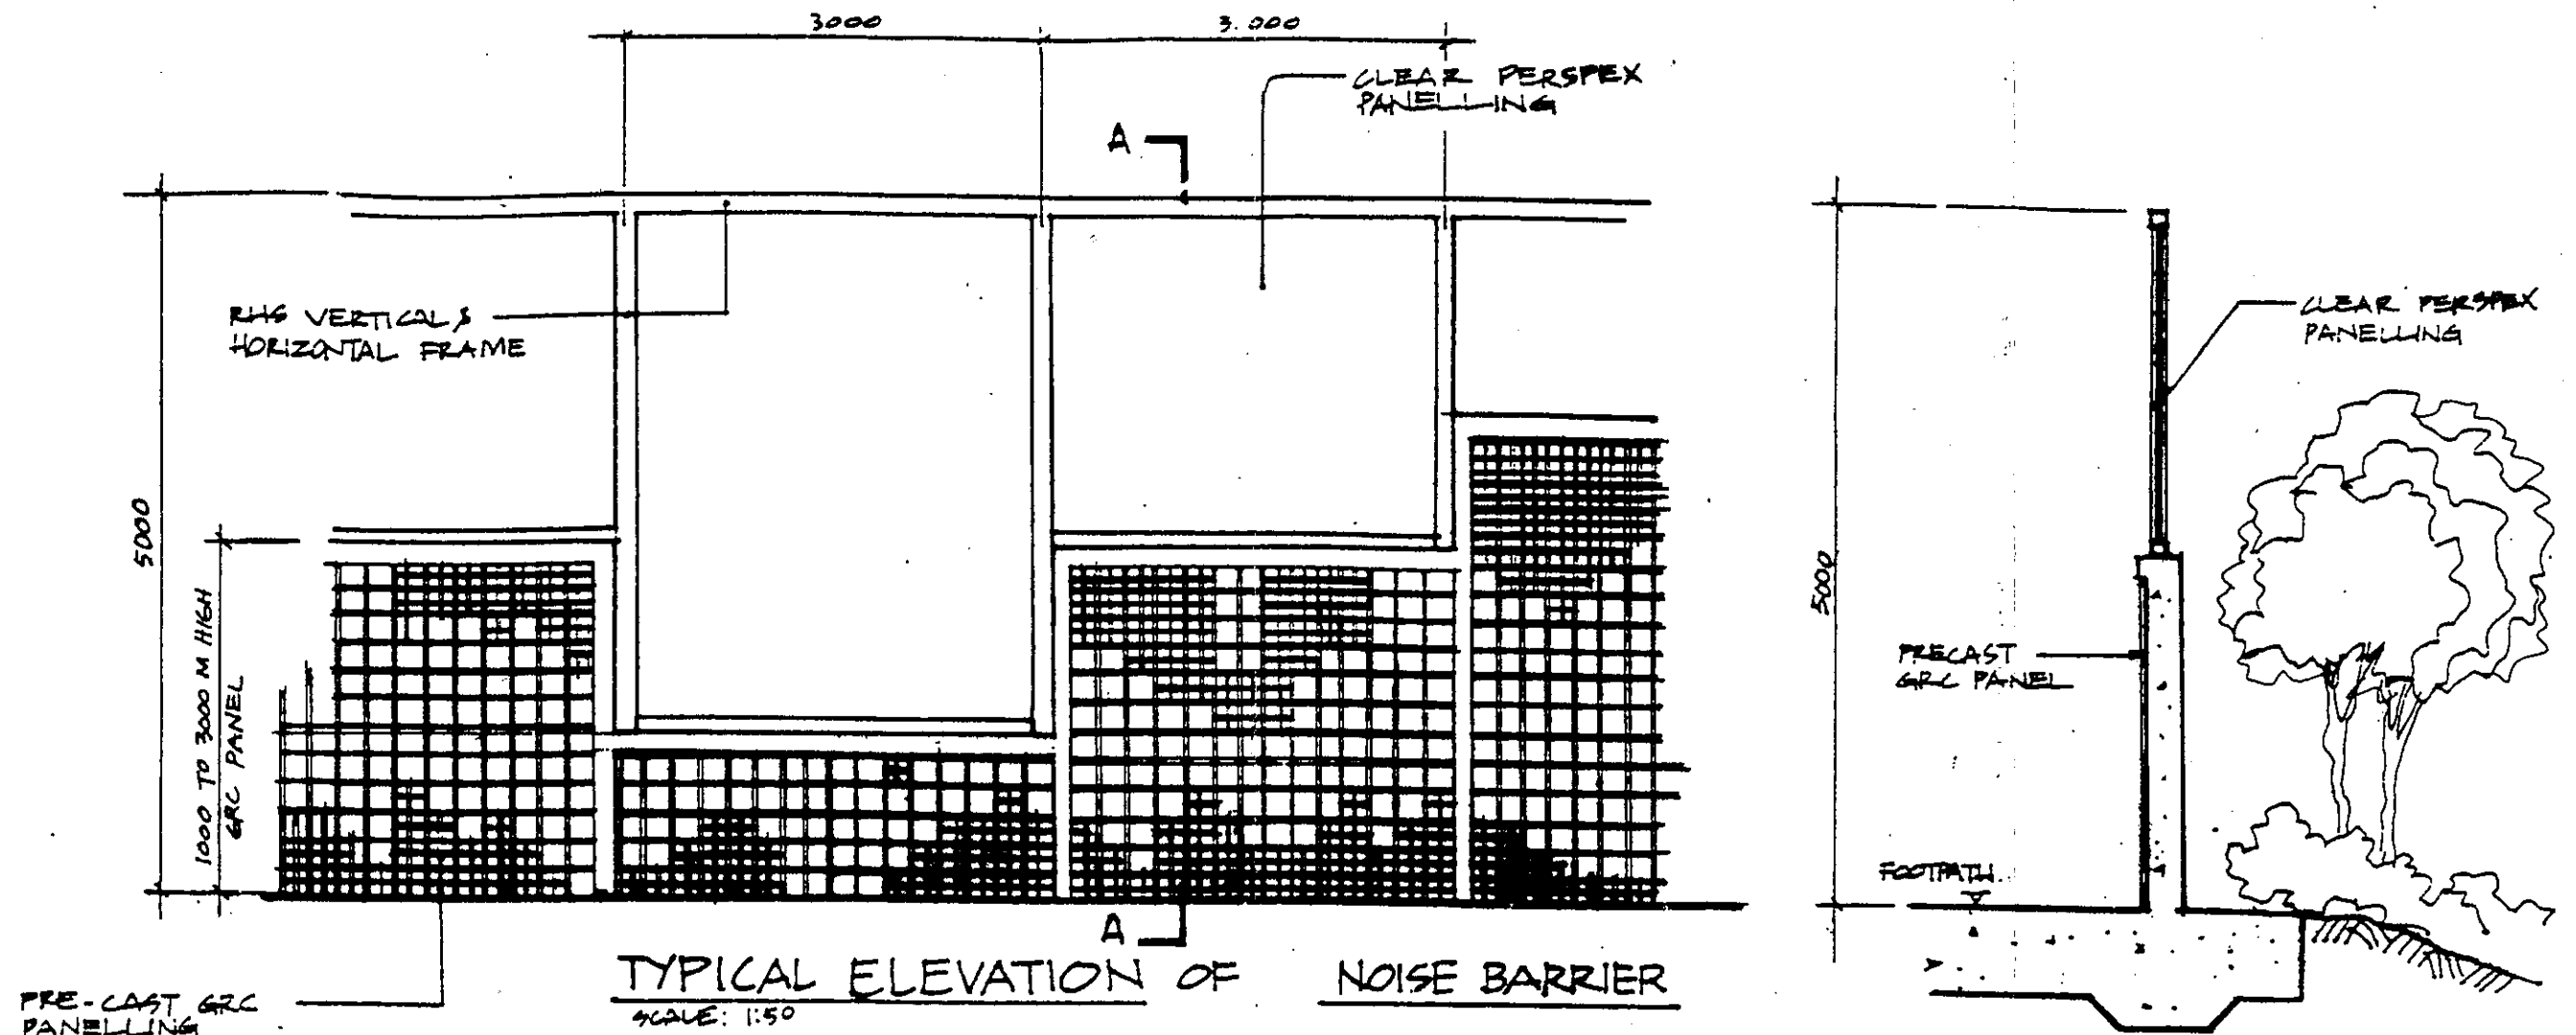 3000
3.000
CLEAR PERSPEX
PANELLING
A
RHS VERTICAL &
HORIZONTAL FRAME
5000
1000 TO 3000 M HIGH
GRC PANEL
A
PRE-CAST GRC
PANELLING
TYPICAL ELEVATION OF NOISE BARRIER
SCALE: 1:50
5000
CLEAR PERSPEX
PANELLING
PRECAST
GRC PANEL
FOOTPATH